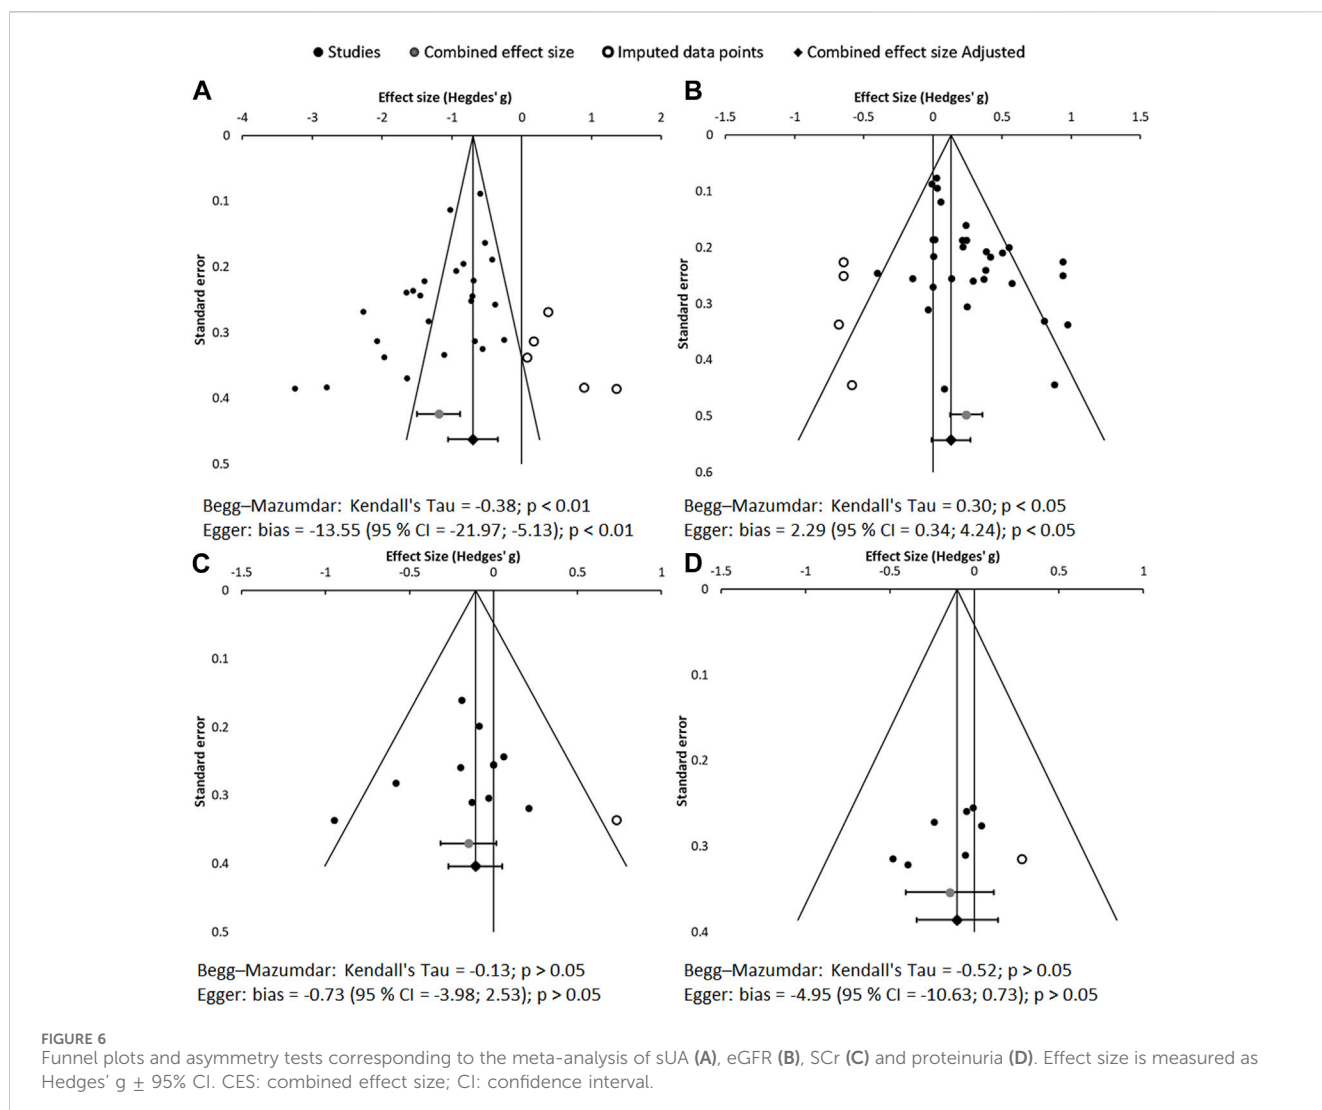 Studies Combined effect size Imputed data points Combined effect size Adjusted
A
Effect size (Hegdes' g)
-4 -3 -2 -1 0 1 2
0
0.1
0.2
0.3
0.4
0.5
Standard error
Begg–Mazumdar: Kendall's Tau = -0.38; p < 0.01
Egger: bias = -13.55 (95 % CI = -21.97; -5.13); p < 0.01
B
Effect Size (Hedges' g)
-1.5 -1 -0.5 0 0.5 1 1.5
0
0.1
0.2
0.3
0.4
0.5
0.6
Standard error
Begg–Mazumdar: Kendall's Tau = 0.30; p < 0.05
Egger: bias = 2.29 (95 % CI = 0.34; 4.24); p < 0.05
C
Effect Size (Hedges' g)
-1.5 -1 -0.5 0 0.5 1
0
0.1
0.2
0.3
0.4
0.5
Standard error
Begg–Mazumdar: Kendall's Tau = -0.13; p > 0.05
Egger: bias = -0.73 (95 % CI = -3.98; 2.53); p > 0.05
D
Effect Size (Hedges' g)
-1.5 -1 -0.5 0 0.5 1
0
0.1
0.2
0.3
0.4
Standard error
Begg–Mazumdar: Kendall's Tau = -0.52; p > 0.05
Egger: bias = -4.95 (95 % CI = -10.63; 0.73); p > 0.05
FIGURE 6
Funnel plots and asymmetry tests corresponding to the meta-analysis of sUA (A), eGFR (B), SCr (C) and proteinuria (D). Effect size is measured as
Hedges' g ± 95% CI. CES: combined effect size; CI: confidence interval.